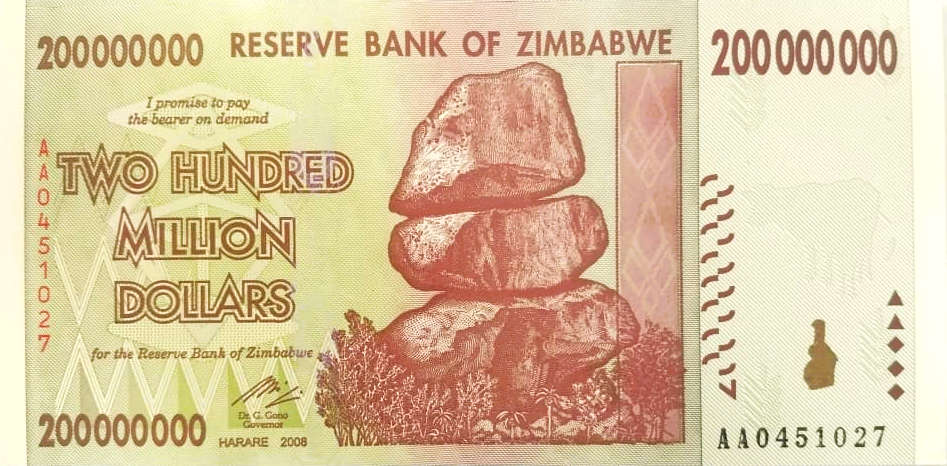 200000000 RESERVE BANK OF ZIMBABWE 200000000
I promise to pay
the bearer on demand
AA0451027
TWO HUNDRED
MILLION
DOLLARS
for the Reserve Bank of Zimbabwe
Dr. G. Gono
Governor
200000000 HARARE 2008
AA0451027